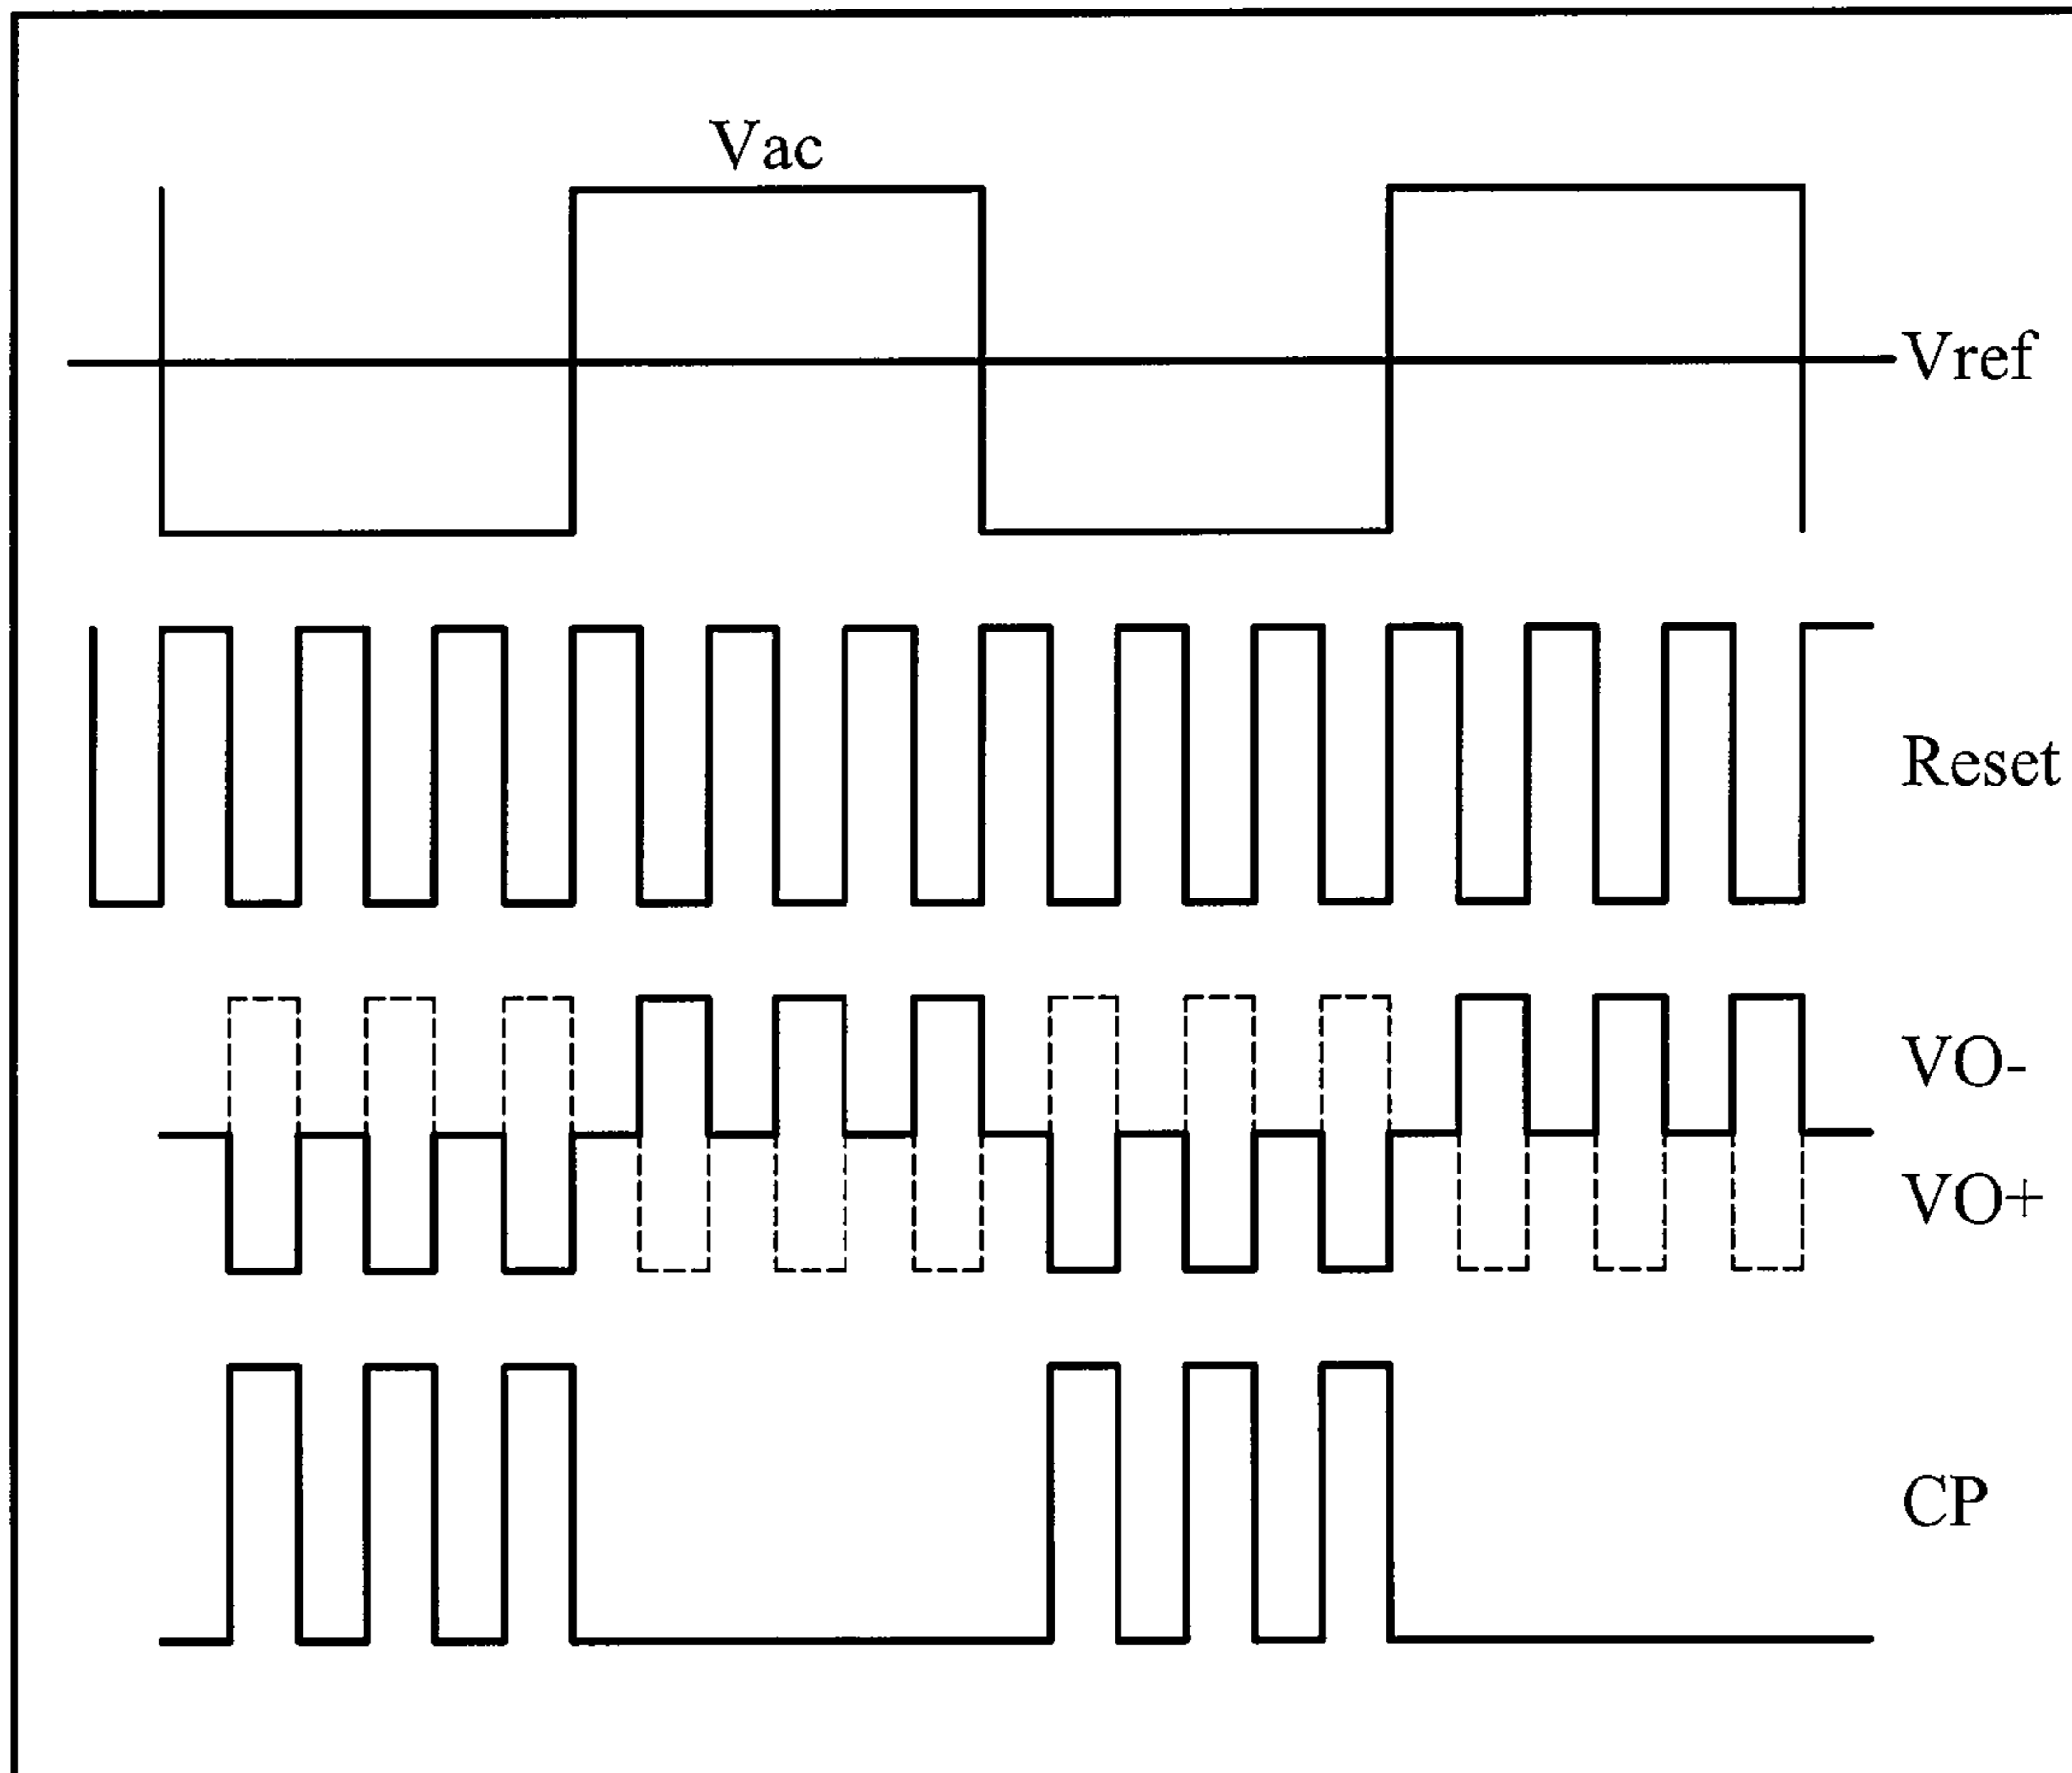 Vac
Vref
Reset
VO-
VO+
CP